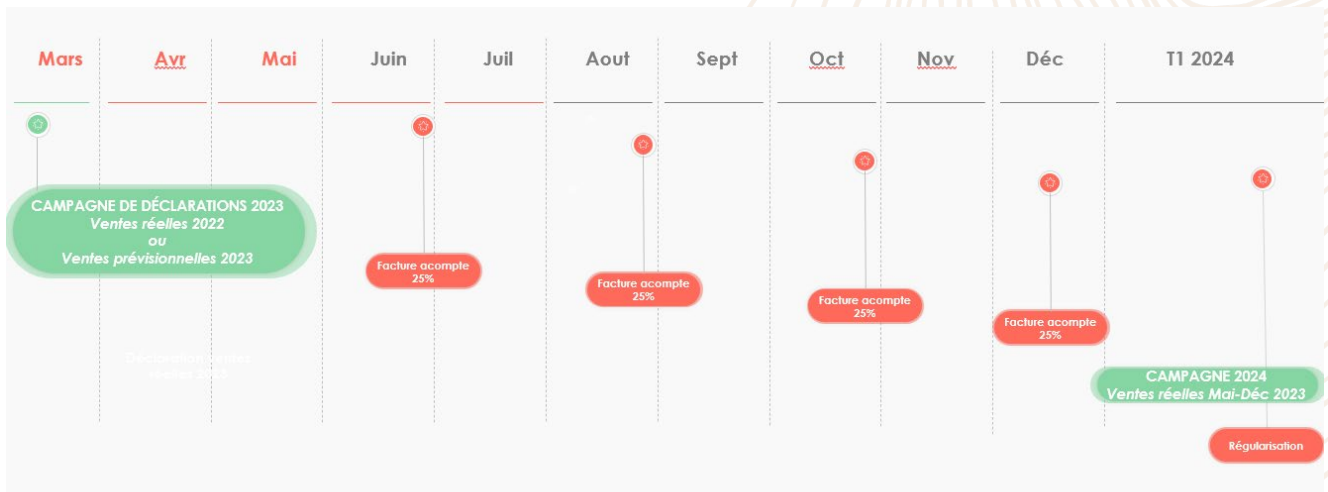 Mars Avr Mai Juin Juil Aout Sept Oct Nov Déc T1 2024
CAMPAGNE DE DÉCLARATIONS 2023
Ventes réelles 2022
ou
Ventes prévisionnelles 2023
Facture acompte
25%
Facture acompte
25%
Facture acompte
25%
Facture acompte
25%
CAMPAGNE 2024
Ventes réelles Mai-Déc 2023
Régularisation